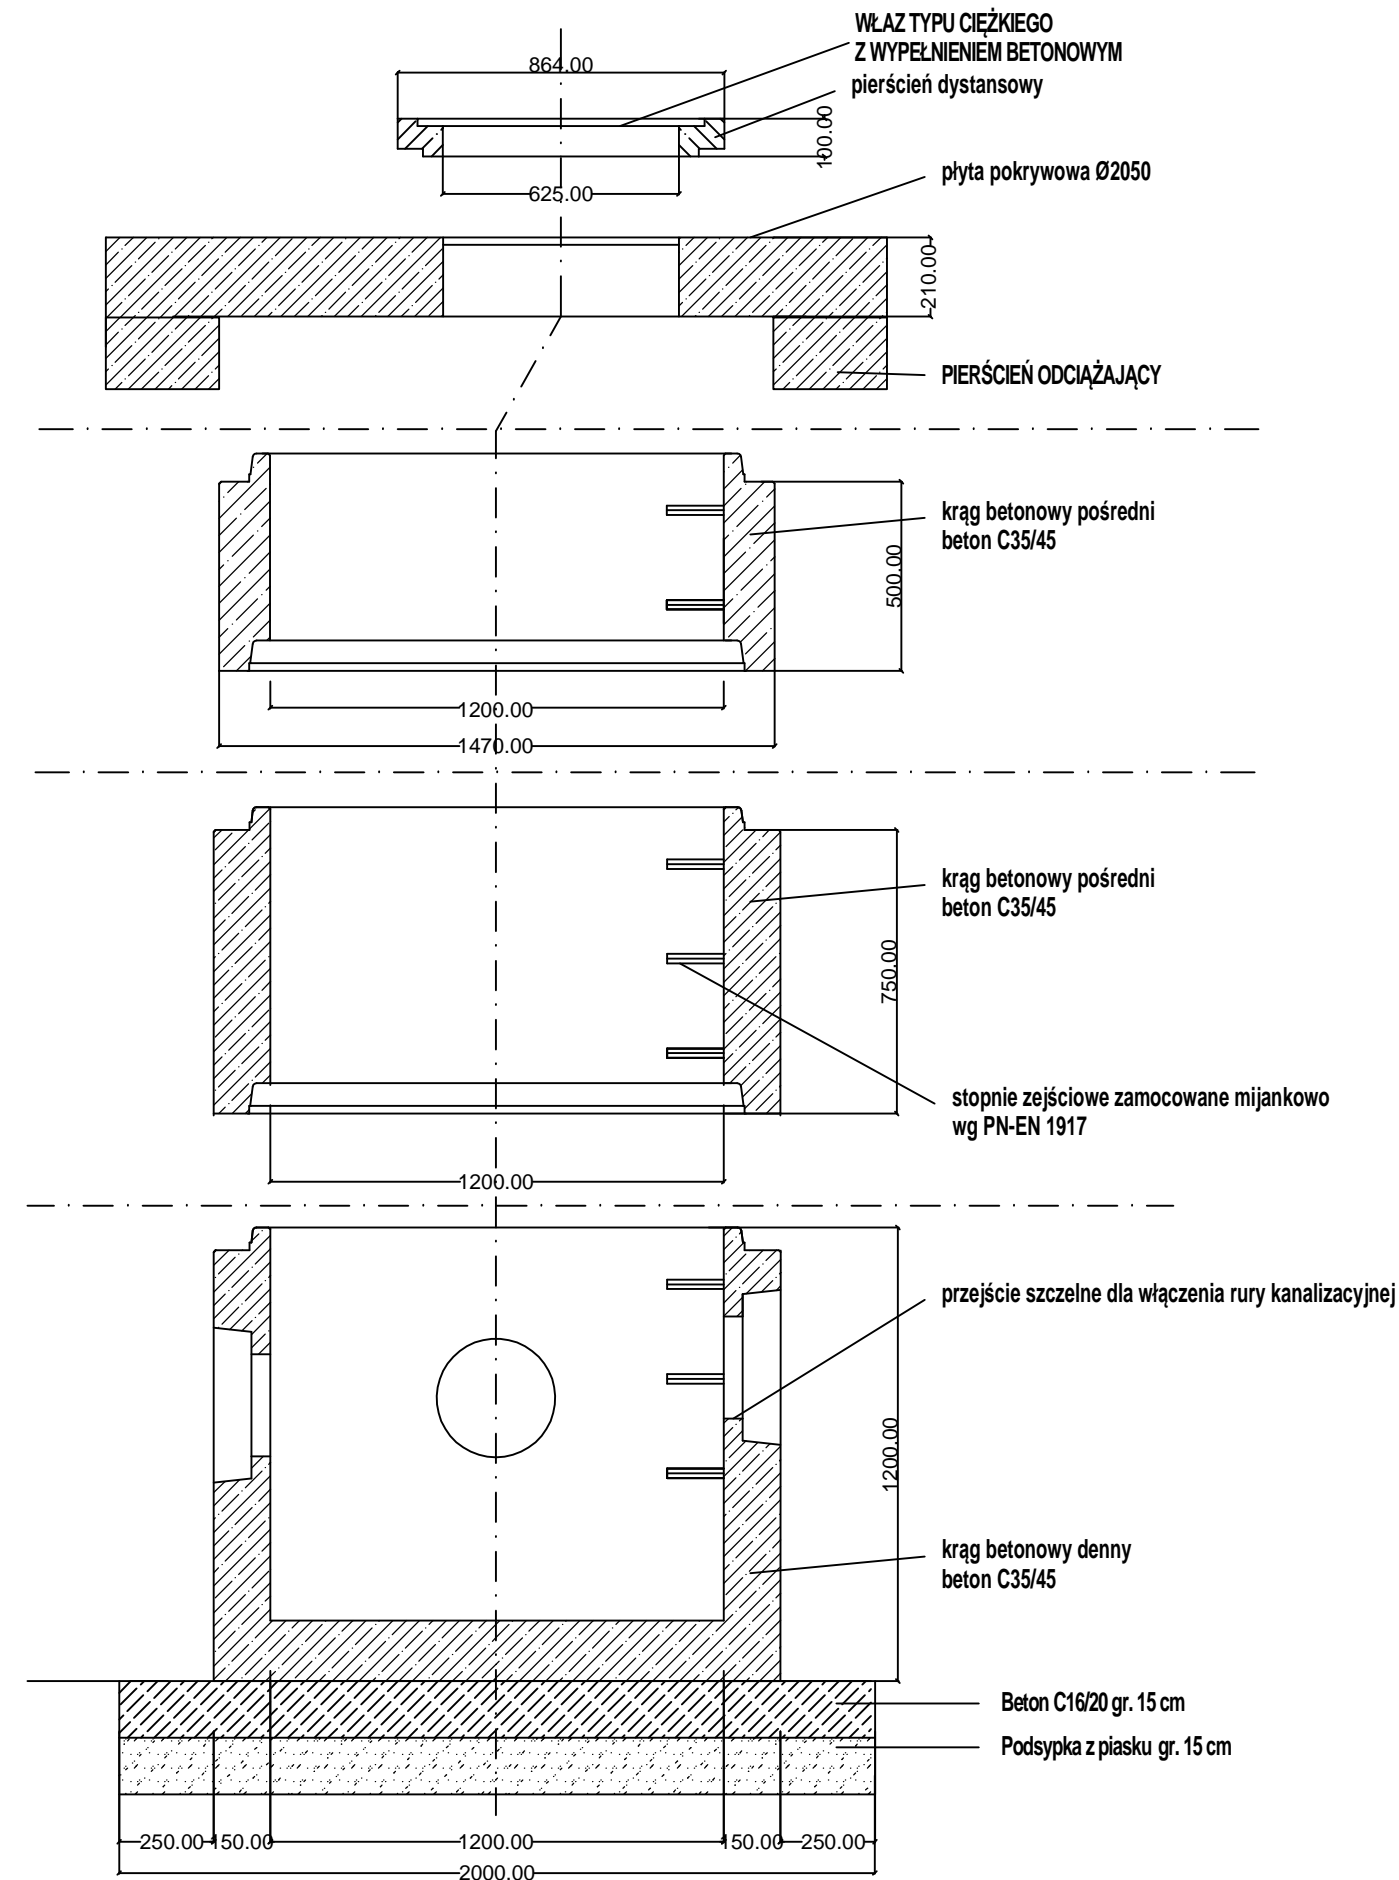 WŁAZ TYPU CIĘŻKIEGO
Z WYPEŁNIENIEM BETONOWYM
864.00
pierścień dystansowy
100.00
płyta pokrywowa Ø2050
625.00
210.00
PIERŚCIEŃ ODCIĄŻAJĄCY
krąg betonowy pośredni
beton C35/45
500.00
1200.00
1470.00
krąg betonowy pośredni
beton C35/45
750.00
stopnie zejściowe zamocowane mijankowo
wg PN-EN 1917
1200.00
przejście szczelne dla włączenia rury kanalizacyjnej
1200.00
krąg betonowy denny
beton C35/45
Beton C16/20 gr. 15 cm
Podsypka z piasku gr. 15 cm
250.00 150.00 1200.00 150.00 250.00
2000.00